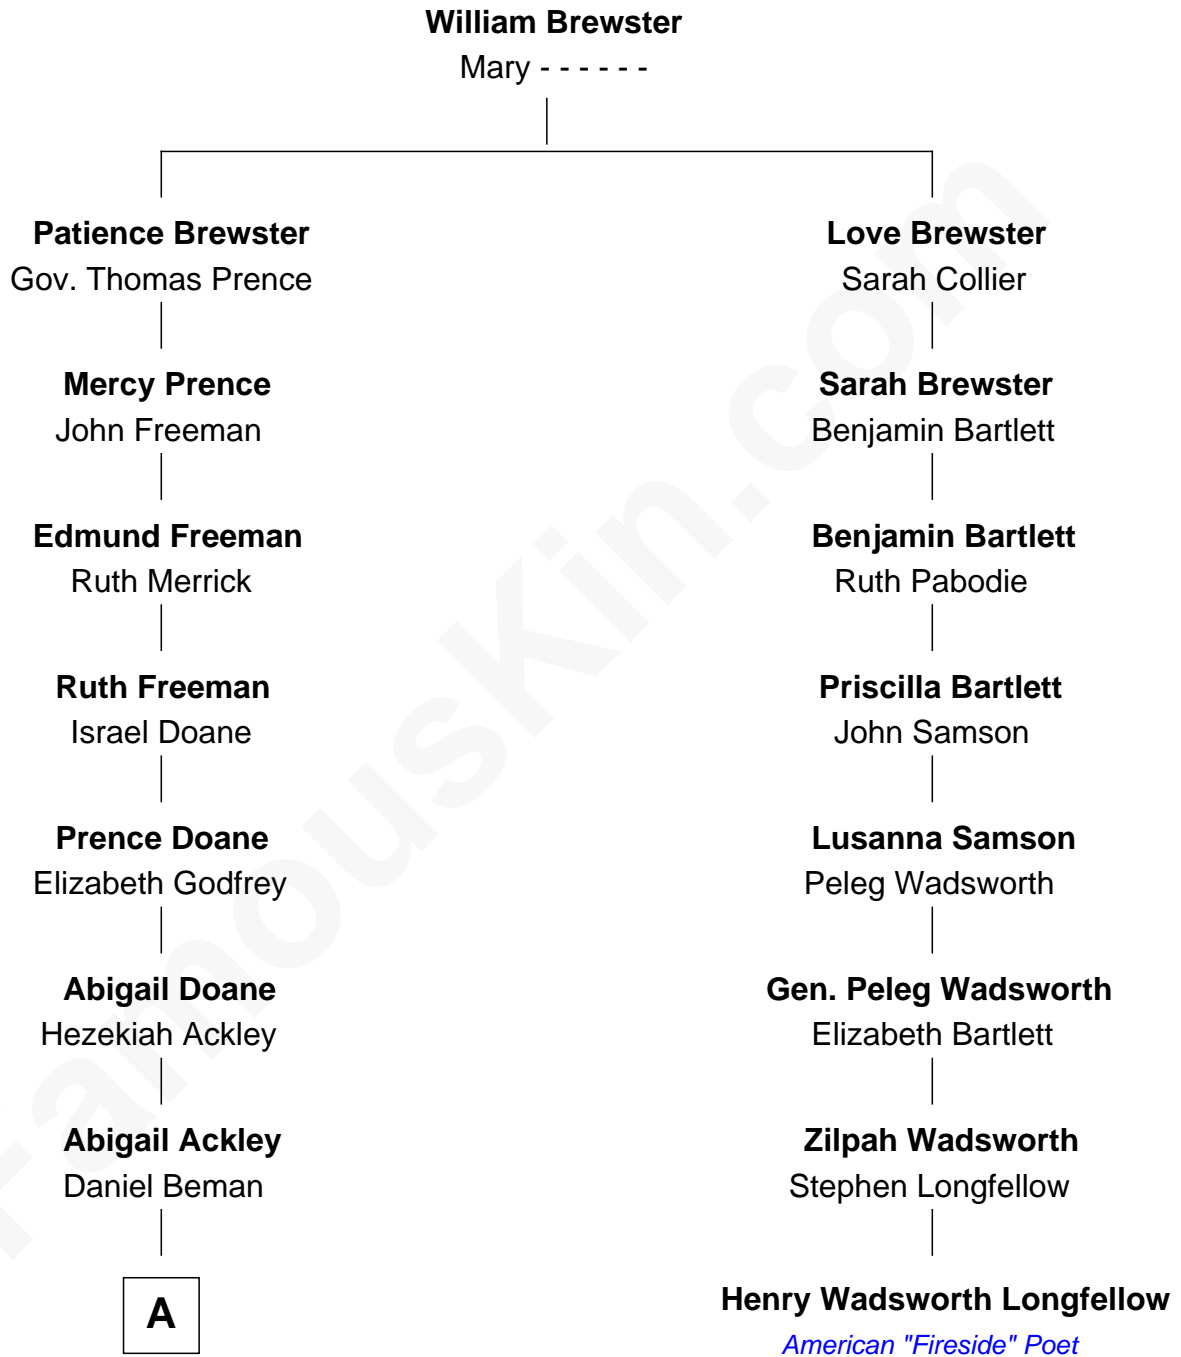 William Brewster
Mary - - - - - -
Patience Brewster
Gov. Thomas Prence
Love Brewster
Sarah Collier
Mercy Prence
John Freeman
Sarah Brewster
Benjamin Bartlett
Edmund Freeman
Ruth Merrick
Benjamin Bartlett
Ruth Pabodie
Ruth Freeman
Israel Doane
Priscilla Bartlett
John Samson
Prence Doane
Elizabeth Godfrey
Lusanna Samson
Peleg Wadsworth
Abigail Doane
Hezekiah Ackley
Gen. Peleg Wadsworth
Elizabeth Bartlett
Abigail Ackley
Daniel Beman
Zilpah Wadsworth
Stephen Longfellow
A
Henry Wadsworth Longfellow
American "Fireside" Poet
FamousKin.com